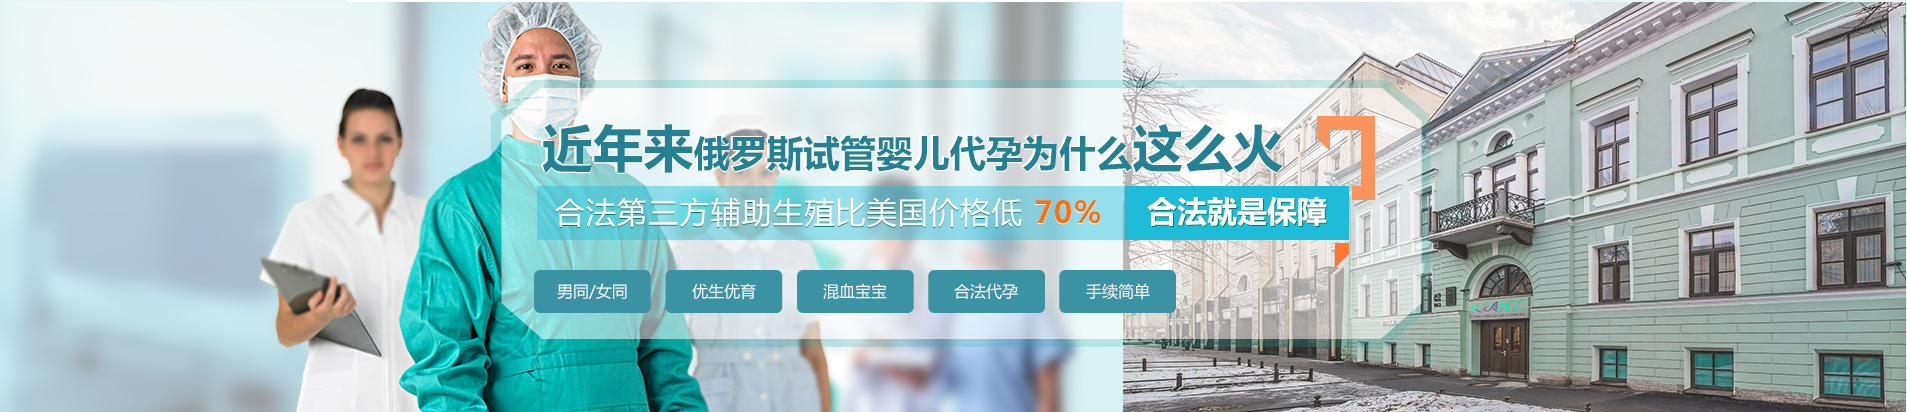 近年来俄罗斯试管婴儿代孕为什么这么火
合法第三方辅助生殖比美国价格低 70% 合法就是保障
男同/女同 优生优育 混血宝宝 合法代孕 手续简单